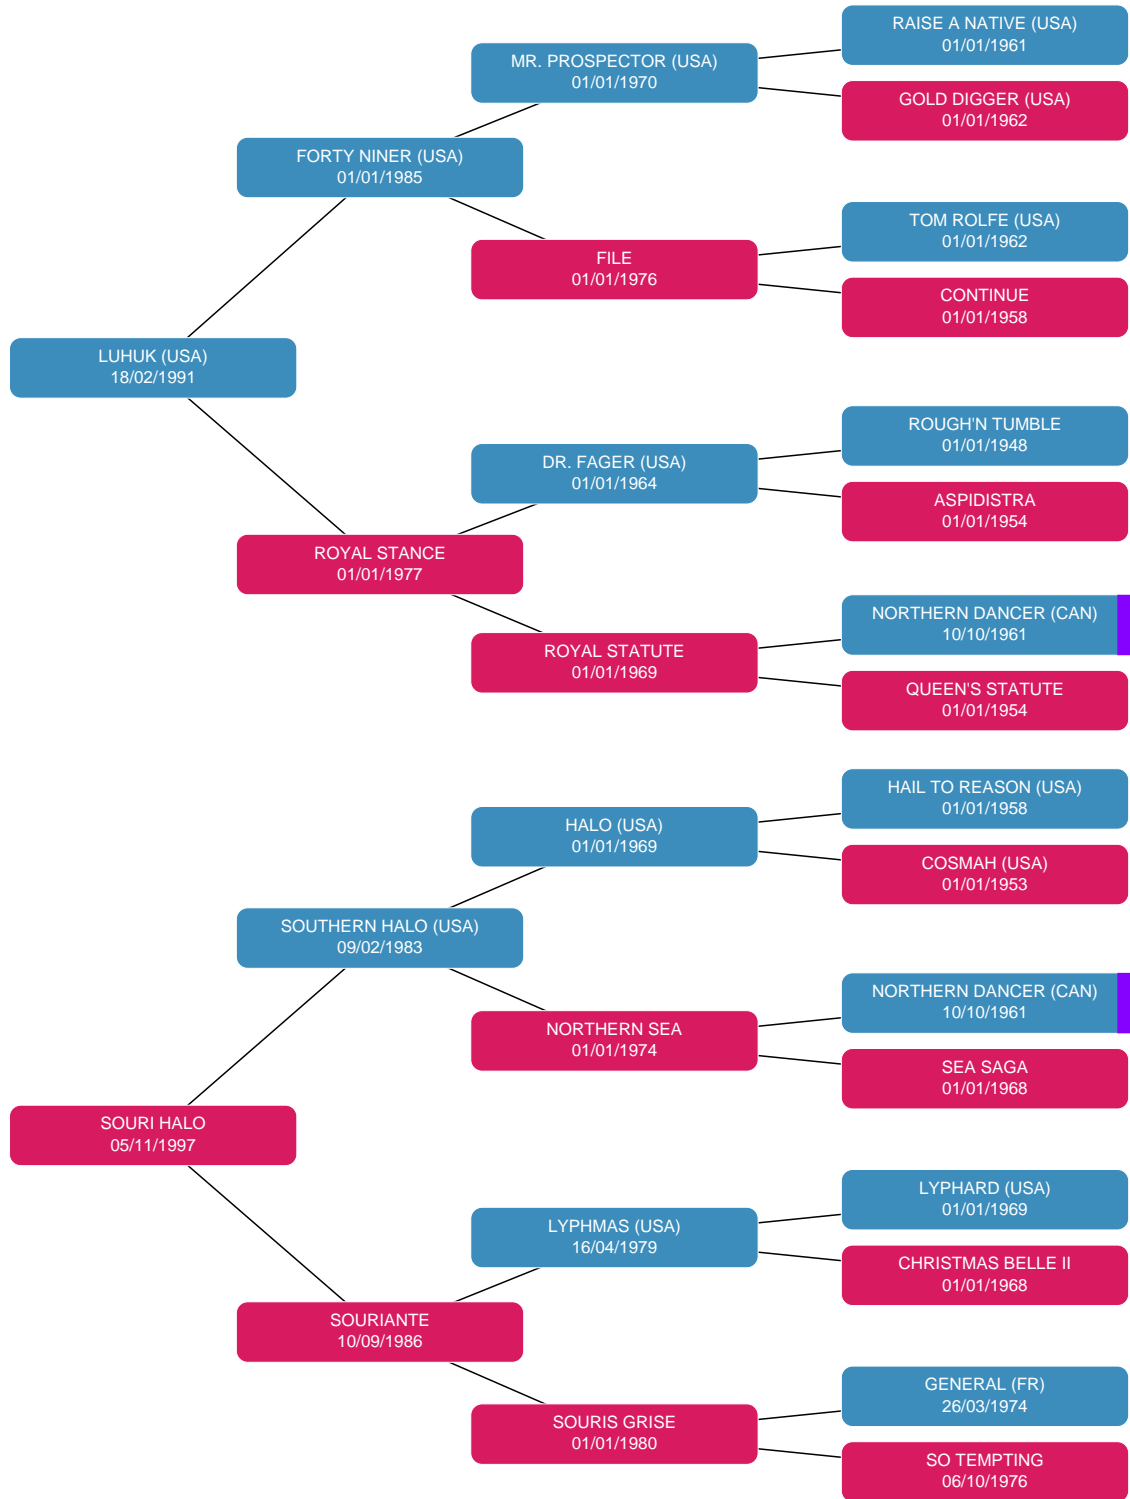 RAISE A NATIVE (USA)
01/01/1961
MR. PROSPECTOR (USA)
01/01/1970
GOLD DIGGER (USA)
01/01/1962
FORTY NINER (USA)
01/01/1985
TOM ROLFE (USA)
01/01/1962
FILE
01/01/1976
CONTINUE
01/01/1958
LUHUK (USA)
18/02/1991
ROUGH'N TUMBLE
01/01/1948
DR. FAGER (USA)
01/01/1964
ASPIDISTRA
01/01/1954
ROYAL STANCE
01/01/1977
NORTHERN DANCER (CAN)
10/10/1961
ROYAL STATUTE
01/01/1969
QUEEN'S STATUTE
01/01/1954
HAIL TO REASON (USA)
01/01/1958
HALO (USA)
01/01/1969
COSMAH (USA)
01/01/1953
SOUTHERN HALO (USA)
09/02/1983
NORTHERN DANCER (CAN)
10/10/1961
NORTHERN SEA
01/01/1974
SEA SAGA
01/01/1968
SOURI HALO
05/11/1997
LYPHARD (USA)
01/01/1969
LYPHMAS (USA)
16/04/1979
CHRISTMAS BELLE II
01/01/1968
SOURIANTE
10/09/1986
GENERAL (FR)
26/03/1974
SOURIS GRISE
01/01/1980
SO TEMPTING
06/10/1976